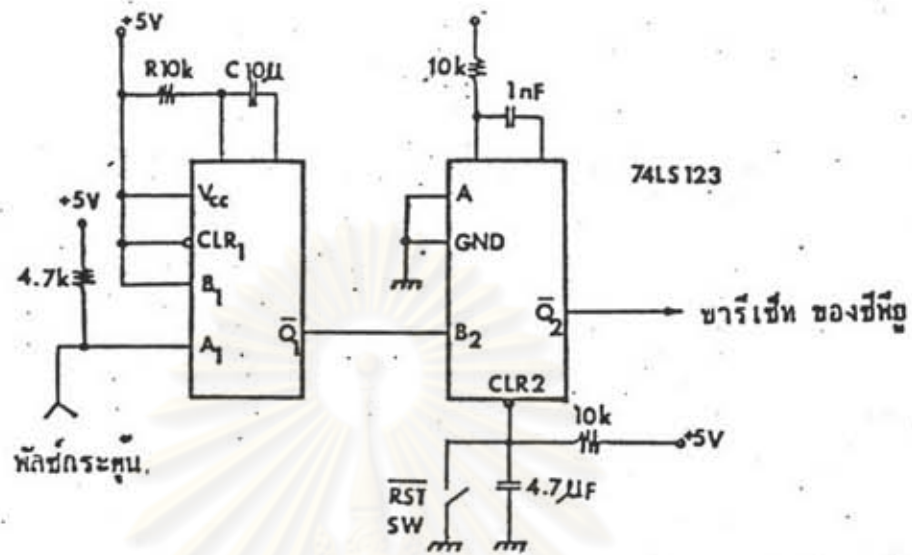 +5V
R10k
C 10µ
10k
1nF
74LS123
+5V
4.7k
Vcc
CLR1
B1
A1
Q̅1
A
GND
B2
Q̅2
CLR2
ขารีเซ็ท ของซีพียู
พัลซ์กระตุ้น.
10k
+5V
R̅S̅T̅
SW
4.7µF